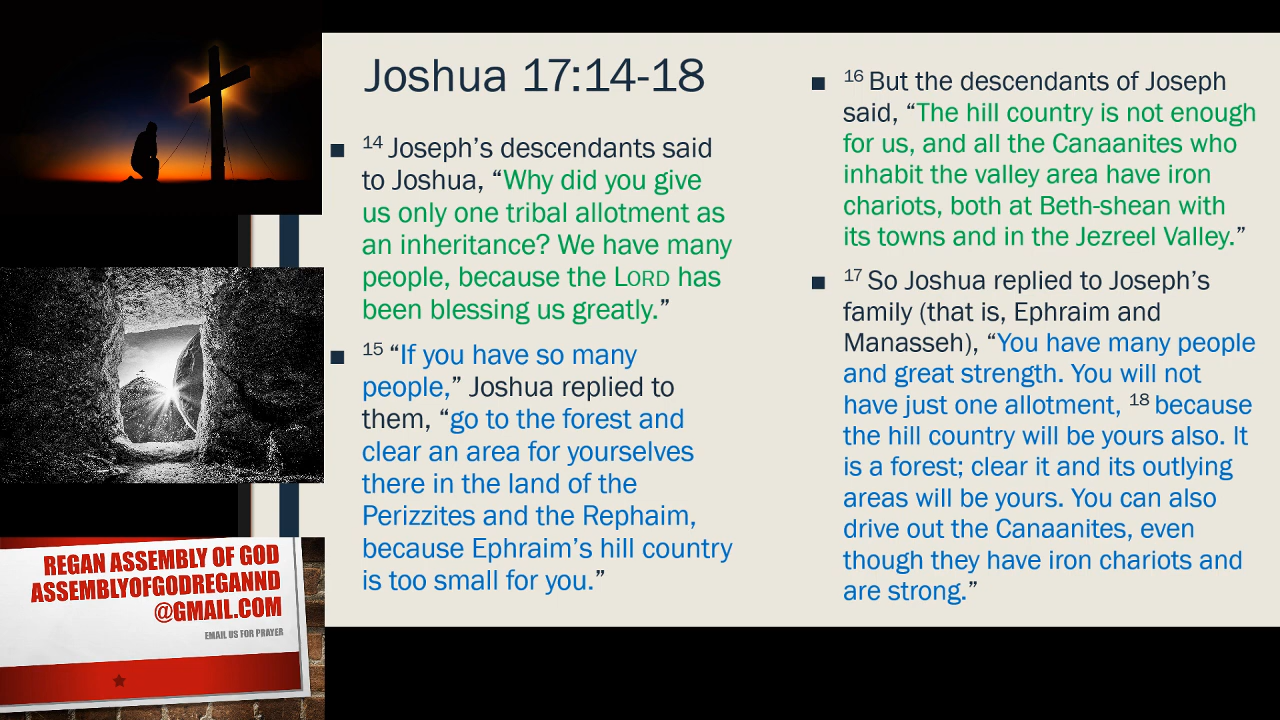 Joshua 17:14-18
■ 14 Joseph’s descendants said
to Joshua, “Why did you give
us only one tribal allotment as
an inheritance? We have many
people, because the LORD has
been blessing us greatly.”
■ 15 “If you have so many
people,” Joshua replied to
them, “go to the forest and
clear an area for yourselves
there in the land of the
Perizzites and the Rephaim,
because Ephraim’s hill country
is too small for you.”
■ 16 But the descendants of Joseph
said, “The hill country is not enough
for us, and all the Canaanites who
inhabit the valley area have iron
chariots, both at Beth-shean with
its towns and in the Jezreel Valley.”
■ 17 So Joshua replied to Joseph’s
family (that is, Ephraim and
Manasseh), “You have many people
and great strength. You will not
have just one allotment, 18 because
the hill country will be yours also. It
is a forest; clear it and its outlying
areas will be yours. You can also
drive out the Canaanites, even
though they have iron chariots and
are strong.”
REGAN ASSEMBLY OF GOD
ASSEMBLYOFGODREGANND
@GMAIL.COM
EMAIL US FOR PRAYER